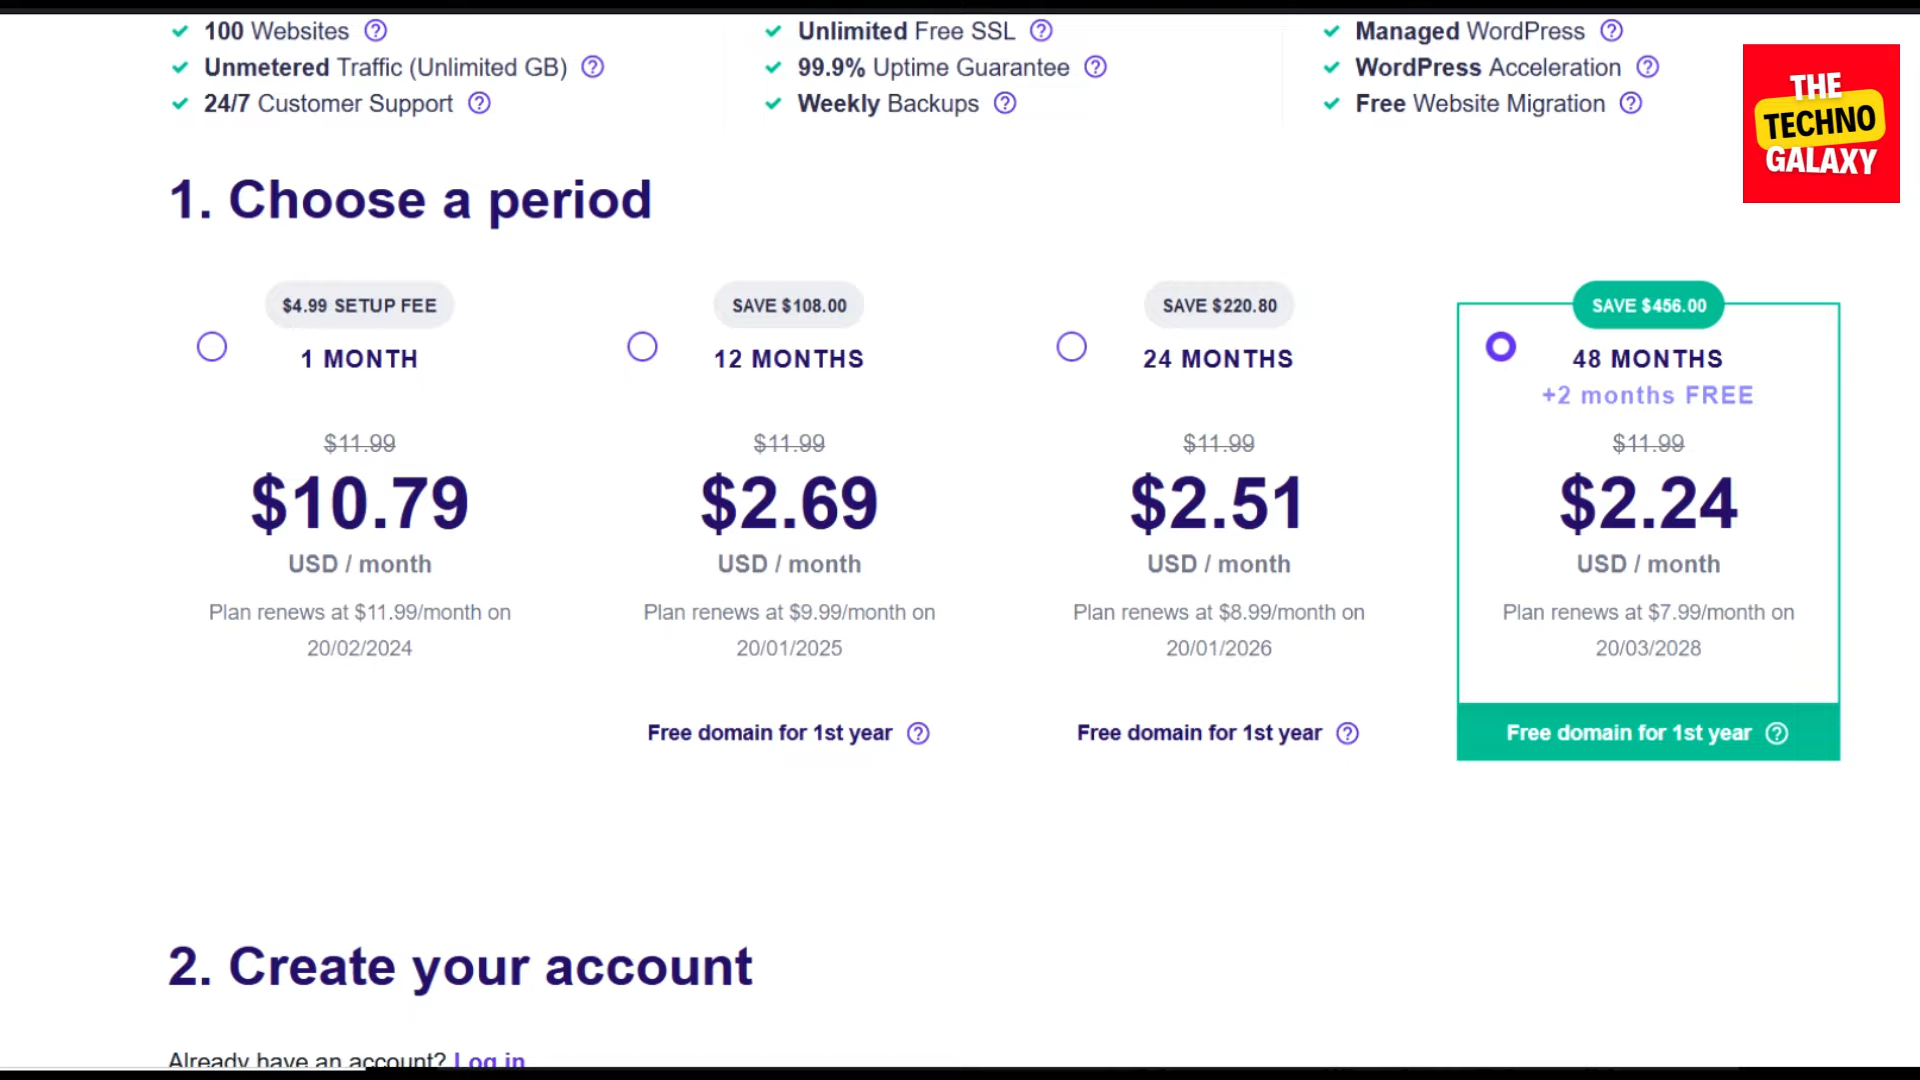 100 Websites
Unmetered Traffic (Unlimited GB)
24/7 Customer Support
Unlimited Free SSL
99.9% Uptime Guarantee
Weekly Backups
Managed WordPress
WordPress Acceleration
Free Website Migration
THE
TECHNO
GALAXY
1. Choose a period
$4.99 SETUP FEE
1 MONTH
$11.99
$10.79
USD / month
Plan renews at $11.99/month on
20/02/2024
SAVE $108.00
12 MONTHS
$11.99
$2.69
USD / month
Plan renews at $9.99/month on
20/01/2025
Free domain for 1st year
SAVE $220.80
24 MONTHS
$11.99
$2.51
USD / month
Plan renews at $8.99/month on
20/01/2026
Free domain for 1st year
SAVE $456.00
48 MONTHS
+2 months FREE
$11.99
$2.24
USD / month
Plan renews at $7.99/month on
20/03/2028
Free domain for 1st year
2. Create your account
Already have an account? Log in